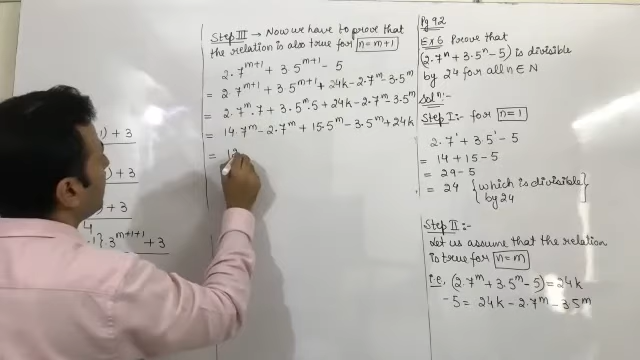 ) + 3
) + 3
) + 3
4
} 3^(m+1+1) + 3
Step III → Now we have to prove that
the relation is also true for n=m+1
2·7^(m+1) + 3·5^(m+1) - 5
= 2·7^(m+1) + 3·5^(m+1) + 24k - 2·7^m - 3·5^m
= 2·7^m·7 + 3·5^m·5 + 24k - 2·7^m - 3·5^m
= 14·7^m - 2·7^m + 15·5^m - 3·5^m + 24k
= 12
Pg 92
Ex 6 Prove that
(2·7^n + 3·5^n - 5) is divisible
by 24 for all n ∈ N
Solⁿ:-
Step I:- for n=1
2·7^1 + 3·5^1 - 5
= 14 + 15 - 5
= 29 - 5
= 24 {which is divisible
by 24}
Step II:-
Let us assume that the relation
is true for n=m
i.e, (2·7^m + 3·5^m - 5) = 24k
-5 = 24k - 2·7^m - 3·5^m